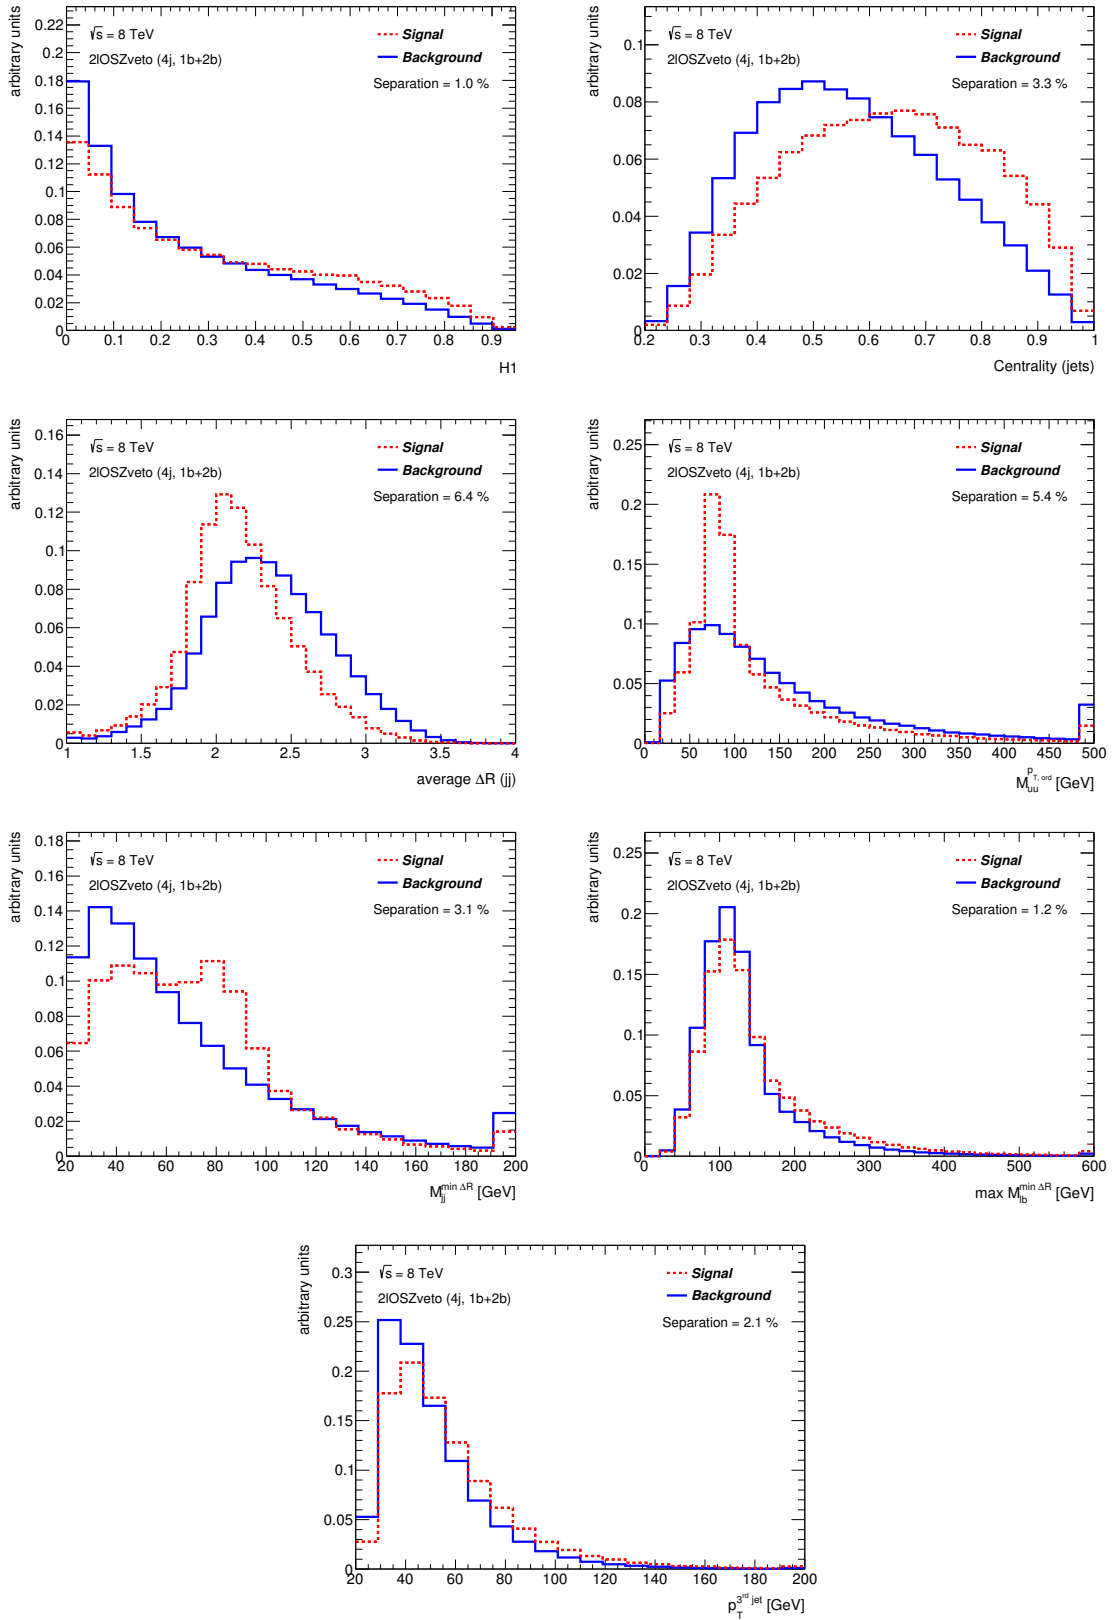 arbitrary units
0.22
0.2
0.18
0.16
0.14
0.12
0.1
0.08
0.06
0.04
0.02
0
√s = 8 TeV
2lOSZveto (4j, 1b+2b)
Signal
Background
Separation = 1.0 %
0 0.1 0.2 0.3 0.4 0.5 0.6 0.7 0.8 0.9
H1
arbitrary units
0.1
0.08
0.06
0.04
0.02
0
√s = 8 TeV
2lOSZveto (4j, 1b+2b)
Signal
Background
Separation = 3.3 %
0.2 0.3 0.4 0.5 0.6 0.7 0.8 0.9 1
Centrality (jets)
arbitrary units
0.16
0.14
0.12
0.1
0.08
0.06
0.04
0.02
0
√s = 8 TeV
2lOSZveto (4j, 1b+2b)
Signal
Background
Separation = 6.4 %
1 1.5 2 2.5 3 3.5 4
average ΔR (jj)
arbitrary units
0.25
0.2
0.15
0.1
0.05
0
√s = 8 TeV
2lOSZveto (4j, 1b+2b)
Signal
Background
Separation = 5.4 %
50 100 150 200 250 300 350 400 450 500
M_uu^p_T, ord [GeV]
arbitrary units
0.18
0.16
0.14
0.12
0.1
0.08
0.06
0.04
0.02
0
√s = 8 TeV
2lOSZveto (4j, 1b+2b)
Signal
Background
Separation = 3.1 %
20 40 60 80 100 120 140 160 180 200
M_jj^min ΔR [GeV]
arbitrary units
0.25
0.2
0.15
0.1
0.05
0
√s = 8 TeV
2lOSZveto (4j, 1b+2b)
Signal
Background
Separation = 1.2 %
0 100 200 300 400 500 600
max M_lb^min ΔR [GeV]
arbitrary units
0.3
0.25
0.2
0.15
0.1
0.05
0
√s = 8 TeV
2lOSZveto (4j, 1b+2b)
Signal
Background
Separation = 2.1 %
20 40 60 80 100 120 140 160 180 200
p_T^3rd jet [GeV]